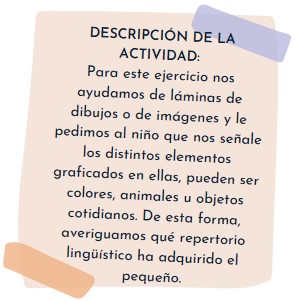 DESCRIPCIÓN DE LA
ACTIVIDAD:
Para este ejercicio nos
ayudamos de láminas de
dibujos o de imágenes y le
pedimos al niño que nos señale
los distintos elementos
graficados en ellas, pueden ser
colores, animales u objetos
cotidianos. De esta forma,
averiguamos qué repertorio
lingüístico ha adquirido el
pequeño.